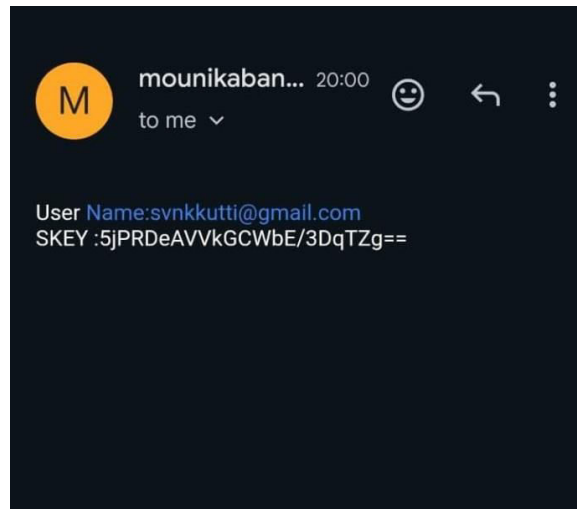 M
mounikaban... 20:00
to me
User Name:svnkkutti@gmail.com
SKEY :5jPRDeAVVkGCWbE/3DqTZg==